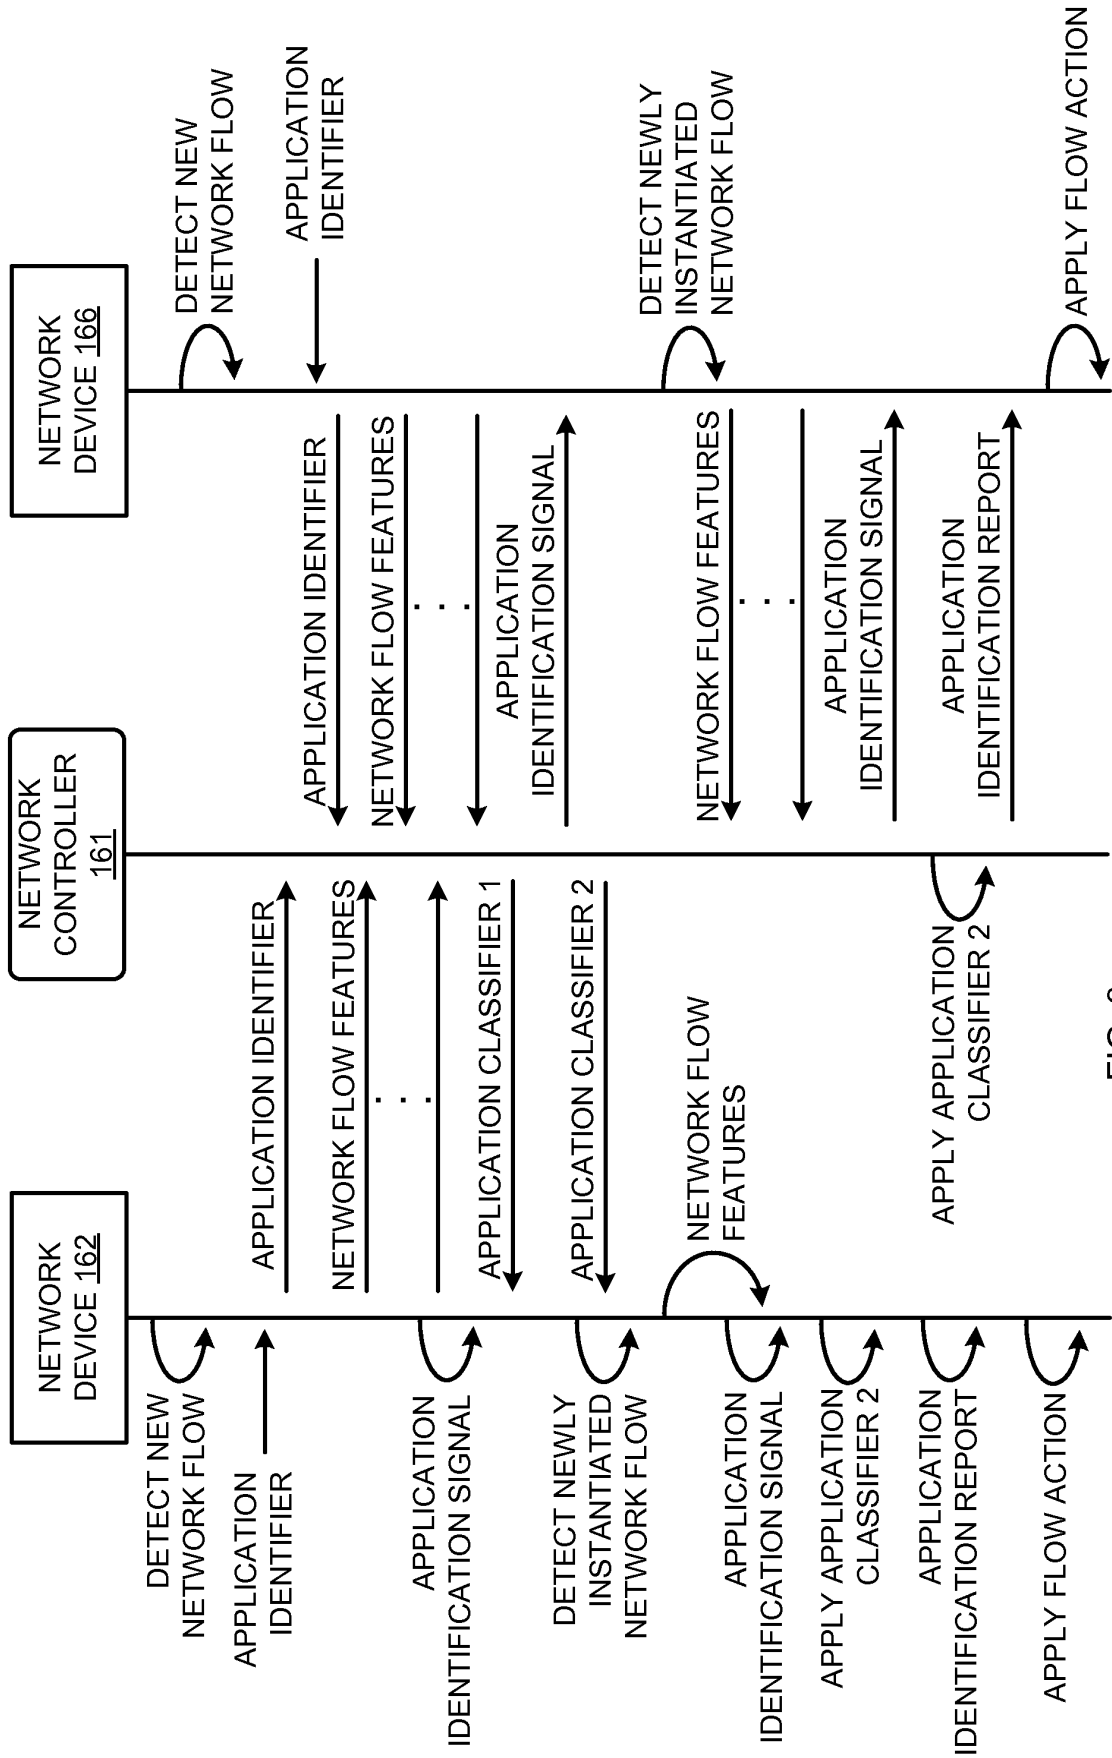 NETWORK
DEVICE 162
NETWORK
CONTROLLER
161
NETWORK
DEVICE 166
DETECT NEW
NETWORK FLOW
APPLICATION
IDENTIFIER
APPLICATION
IDENTIFICATION SIGNAL
DETECT NEWLY
INSTANTIATED
NETWORK FLOW
APPLICATION
IDENTIFICATION SIGNAL
APPLY APPLICATION
CLASSIFIER 2
APPLICATION
IDENTIFICATION REPORT
APPLY FLOW ACTION
APPLICATION IDENTIFIER
NETWORK FLOW FEATURES
. . .
APPLICATION CLASSIFIER 1
APPLICATION CLASSIFIER 2
NETWORK FLOW
FEATURES
APPLY APPLICATION
CLASSIFIER 2
APPLICATION IDENTIFIER
NETWORK FLOW FEATURES
. . .
APPLICATION
IDENTIFICATION SIGNAL
NETWORK FLOW FEATURES
. . .
APPLICATION
IDENTIFICATION SIGNAL
APPLICATION
IDENTIFICATION REPORT
DETECT NEW
NETWORK FLOW
APPLICATION
IDENTIFIER
DETECT NEWLY
INSTANTIATED
NETWORK FLOW
APPLY FLOW ACTION
FIG.